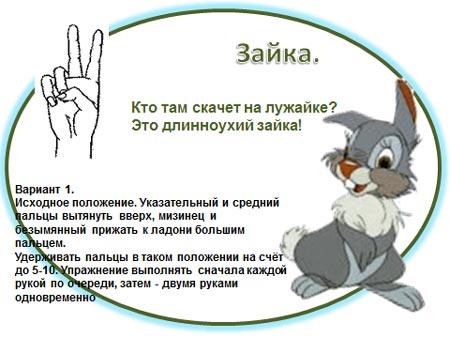 Зайка.
Кто там скачет на лужайке?
Это длинноухий зайка!
Вариант 1.
Исходное положение. Указательный и средний
пальцы вытянуть вверх, мизинец и
безымянный прижать к ладони большим
пальцем.
Удерживать пальцы в таком положении на счёт
до 5-10. Упражнение выполнять сначала каждой
рукой по очереди, затем - двумя руками
одновременно